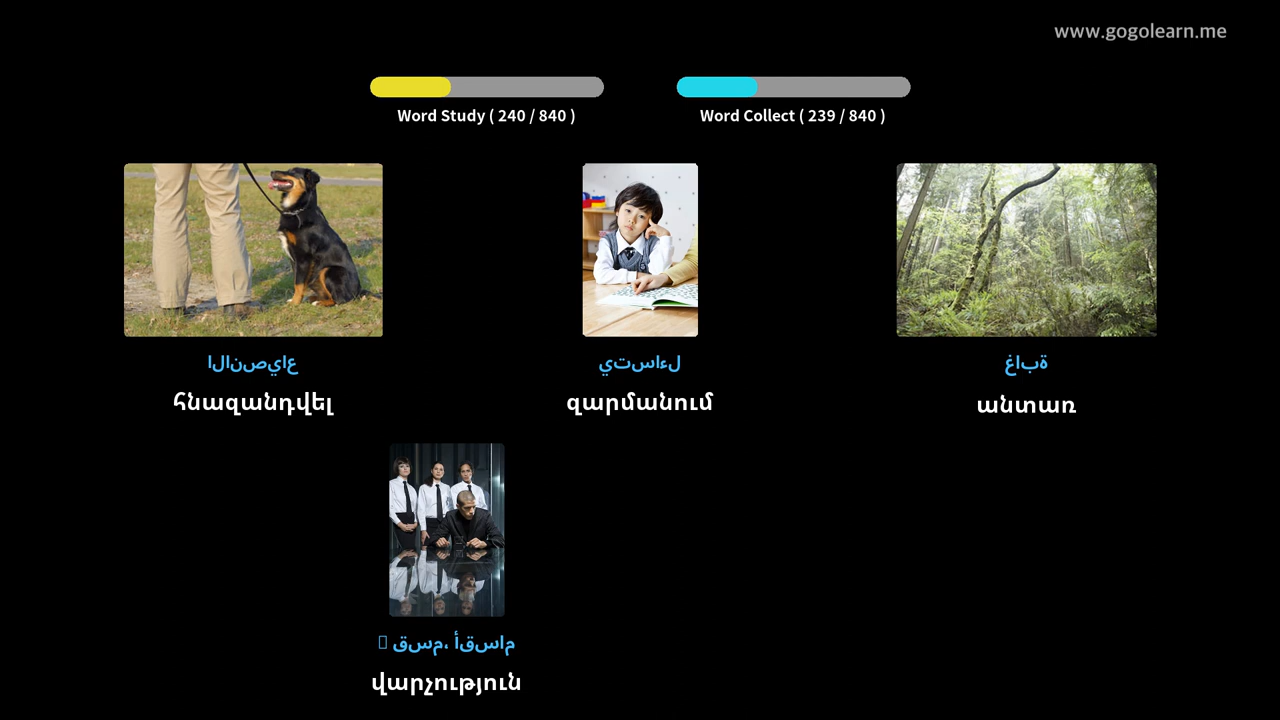 www.gogolearn.me
Word Study ( 240 / 840 )
Word Collect ( 239 / 840 )
الانصياع
يتساءل
غابة
հնազանդվել
զարմանում
անտառ
قسم، أقسام
վարչություն